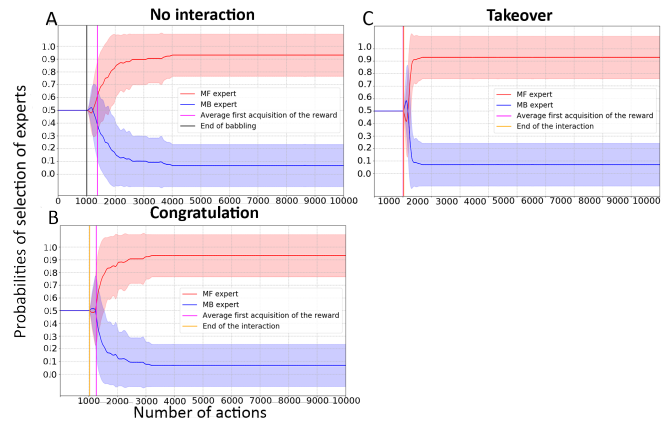 A
No interaction
1.0
0.9
0.8
0.7
0.6
0.5
0.4
0.3
0.2
0.1
0.0
MF expert
MB expert
Average first acquisition of the reward
End of babbling
0 1000 2000 3000 4000 5000 6000 7000 8000 9000 10000
C
Takeover
1.0
0.9
0.8
0.7
0.6
0.5
0.4
0.3
0.2
0.1
0.0
MF expert
MB expert
Average first acquisition of the reward
End of the interaction
1000 2000 3000 4000 5000 6000 7000 8000 9000 10000
B
Congratulation
1.0
0.9
0.8
0.7
0.6
0.5
0.4
0.3
0.2
0.1
0.0
MF expert
MB expert
Average first acquisition of the reward
End of the interaction
1000 2000 3000 4000 5000 6000 7000 8000 9000 10000
Probabilities of selection of experts
Number of actions